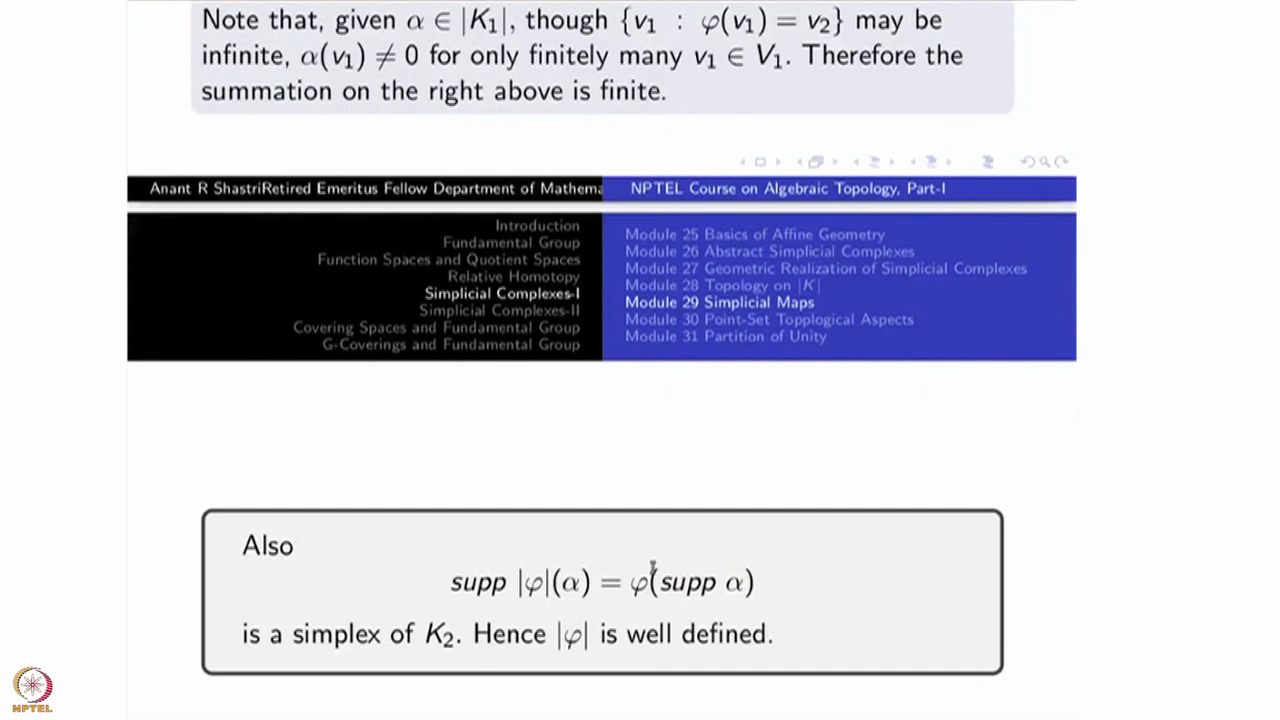 Note that, given α ∈ |K₁|, though {v₁ : φ(v₁) = v₂} may be
infinite, α(v₁) ≠ 0 for only finitely many v₁ ∈ V₁. Therefore the
summation on the right above is finite.
Anant R ShastriRetired Emeritus Fellow Department of Mathema
NPTEL Course on Algebraic Topology, Part-I
Introduction
Fundamental Group
Function Spaces and Quotient Spaces
Relative Homotopy
Simplicial Complexes-I
Simplicial Complexes-II
Covering Spaces and Fundamental Group
G-Coverings and Fundamental Group
Module 25 Basics of Affine Geometry
Module 26 Abstract Simplicial Complexes
Module 27 Geometric Realization of Simplicial Complexes
Module 28 Topology on |K|
Module 29 Simplicial Maps
Module 30 Point-Set Topplogical Aspects
Module 31 Partition of Unity
Also
supp |φ|(α) = φ(supp α)
is a simplex of K₂. Hence |φ| is well defined.
NPTEL